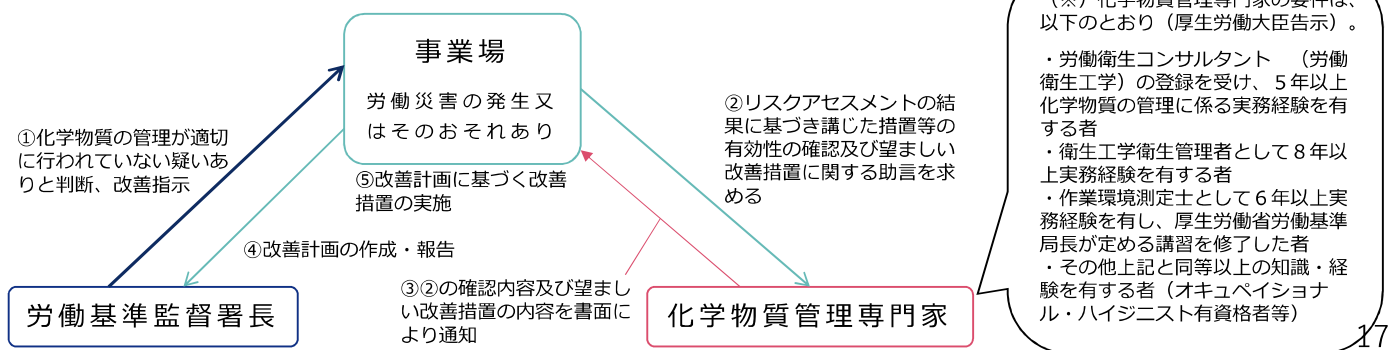 事業場
労働災害の発生又
はそのおそれあり
①化学物質の管理が適切
に行われていない疑いあ
りと判断、改善指示
②リスクアセスメントの結
果に基づき講じた措置等の
有効性の確認及び望ましい
改善措置に関する助言を求
める
⑤改善計画に基づく改善
措置の実施
④改善計画の作成・報告
③②の確認内容及び望まし
い改善措置の内容を書面に
より通知
労働基準監督署長
化学物質管理専門家
（※）化学物質管理専門家の要件は、
以下のとおり（厚生労働大臣告示）。
・労働衛生コンサルタント　（労働
衛生工学）の登録を受け、５年以上
化学物質の管理に係る実務経験を有
する者
・衛生工学衛生管理者として８年以
上実務経験を有する者
・作業環境測定士として６年以上実
務経験を有し、厚生労働省労働基準
局長が定める講習を修了した者
・その他上記と同等以上の知識・経
験を有する者（オキュペイショナ
ル・ハイジニスト有資格者等）
17